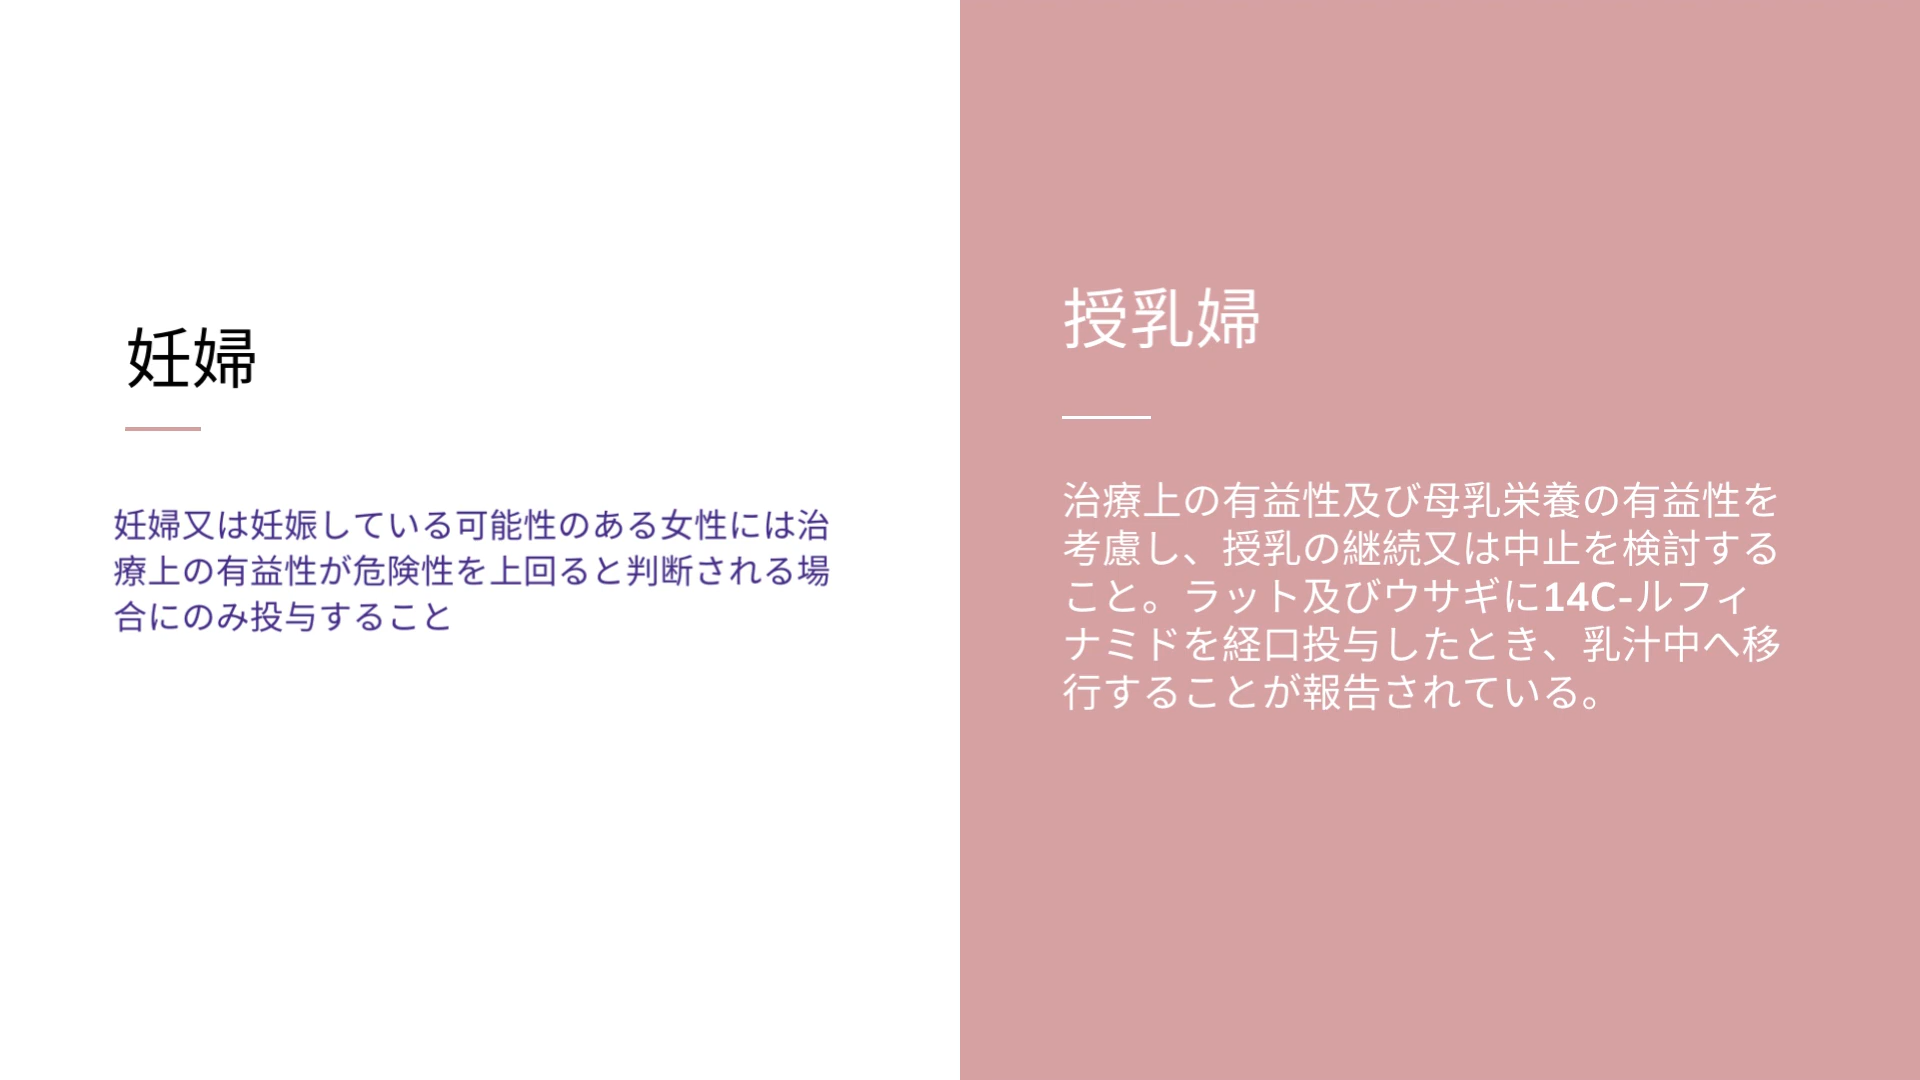 妊婦
妊婦又は妊娠している可能性のある女性には治
療上の有益性が危険性を上回ると判断される場
合にのみ投与すること
授乳婦
治療上の有益性及び母乳栄養の有益性を
考慮し、授乳の継続又は中止を検討する
こと。ラット及びウサギに14C-ルフィ
ナミドを経口投与したとき、乳汁中へ移
行することが報告されている。